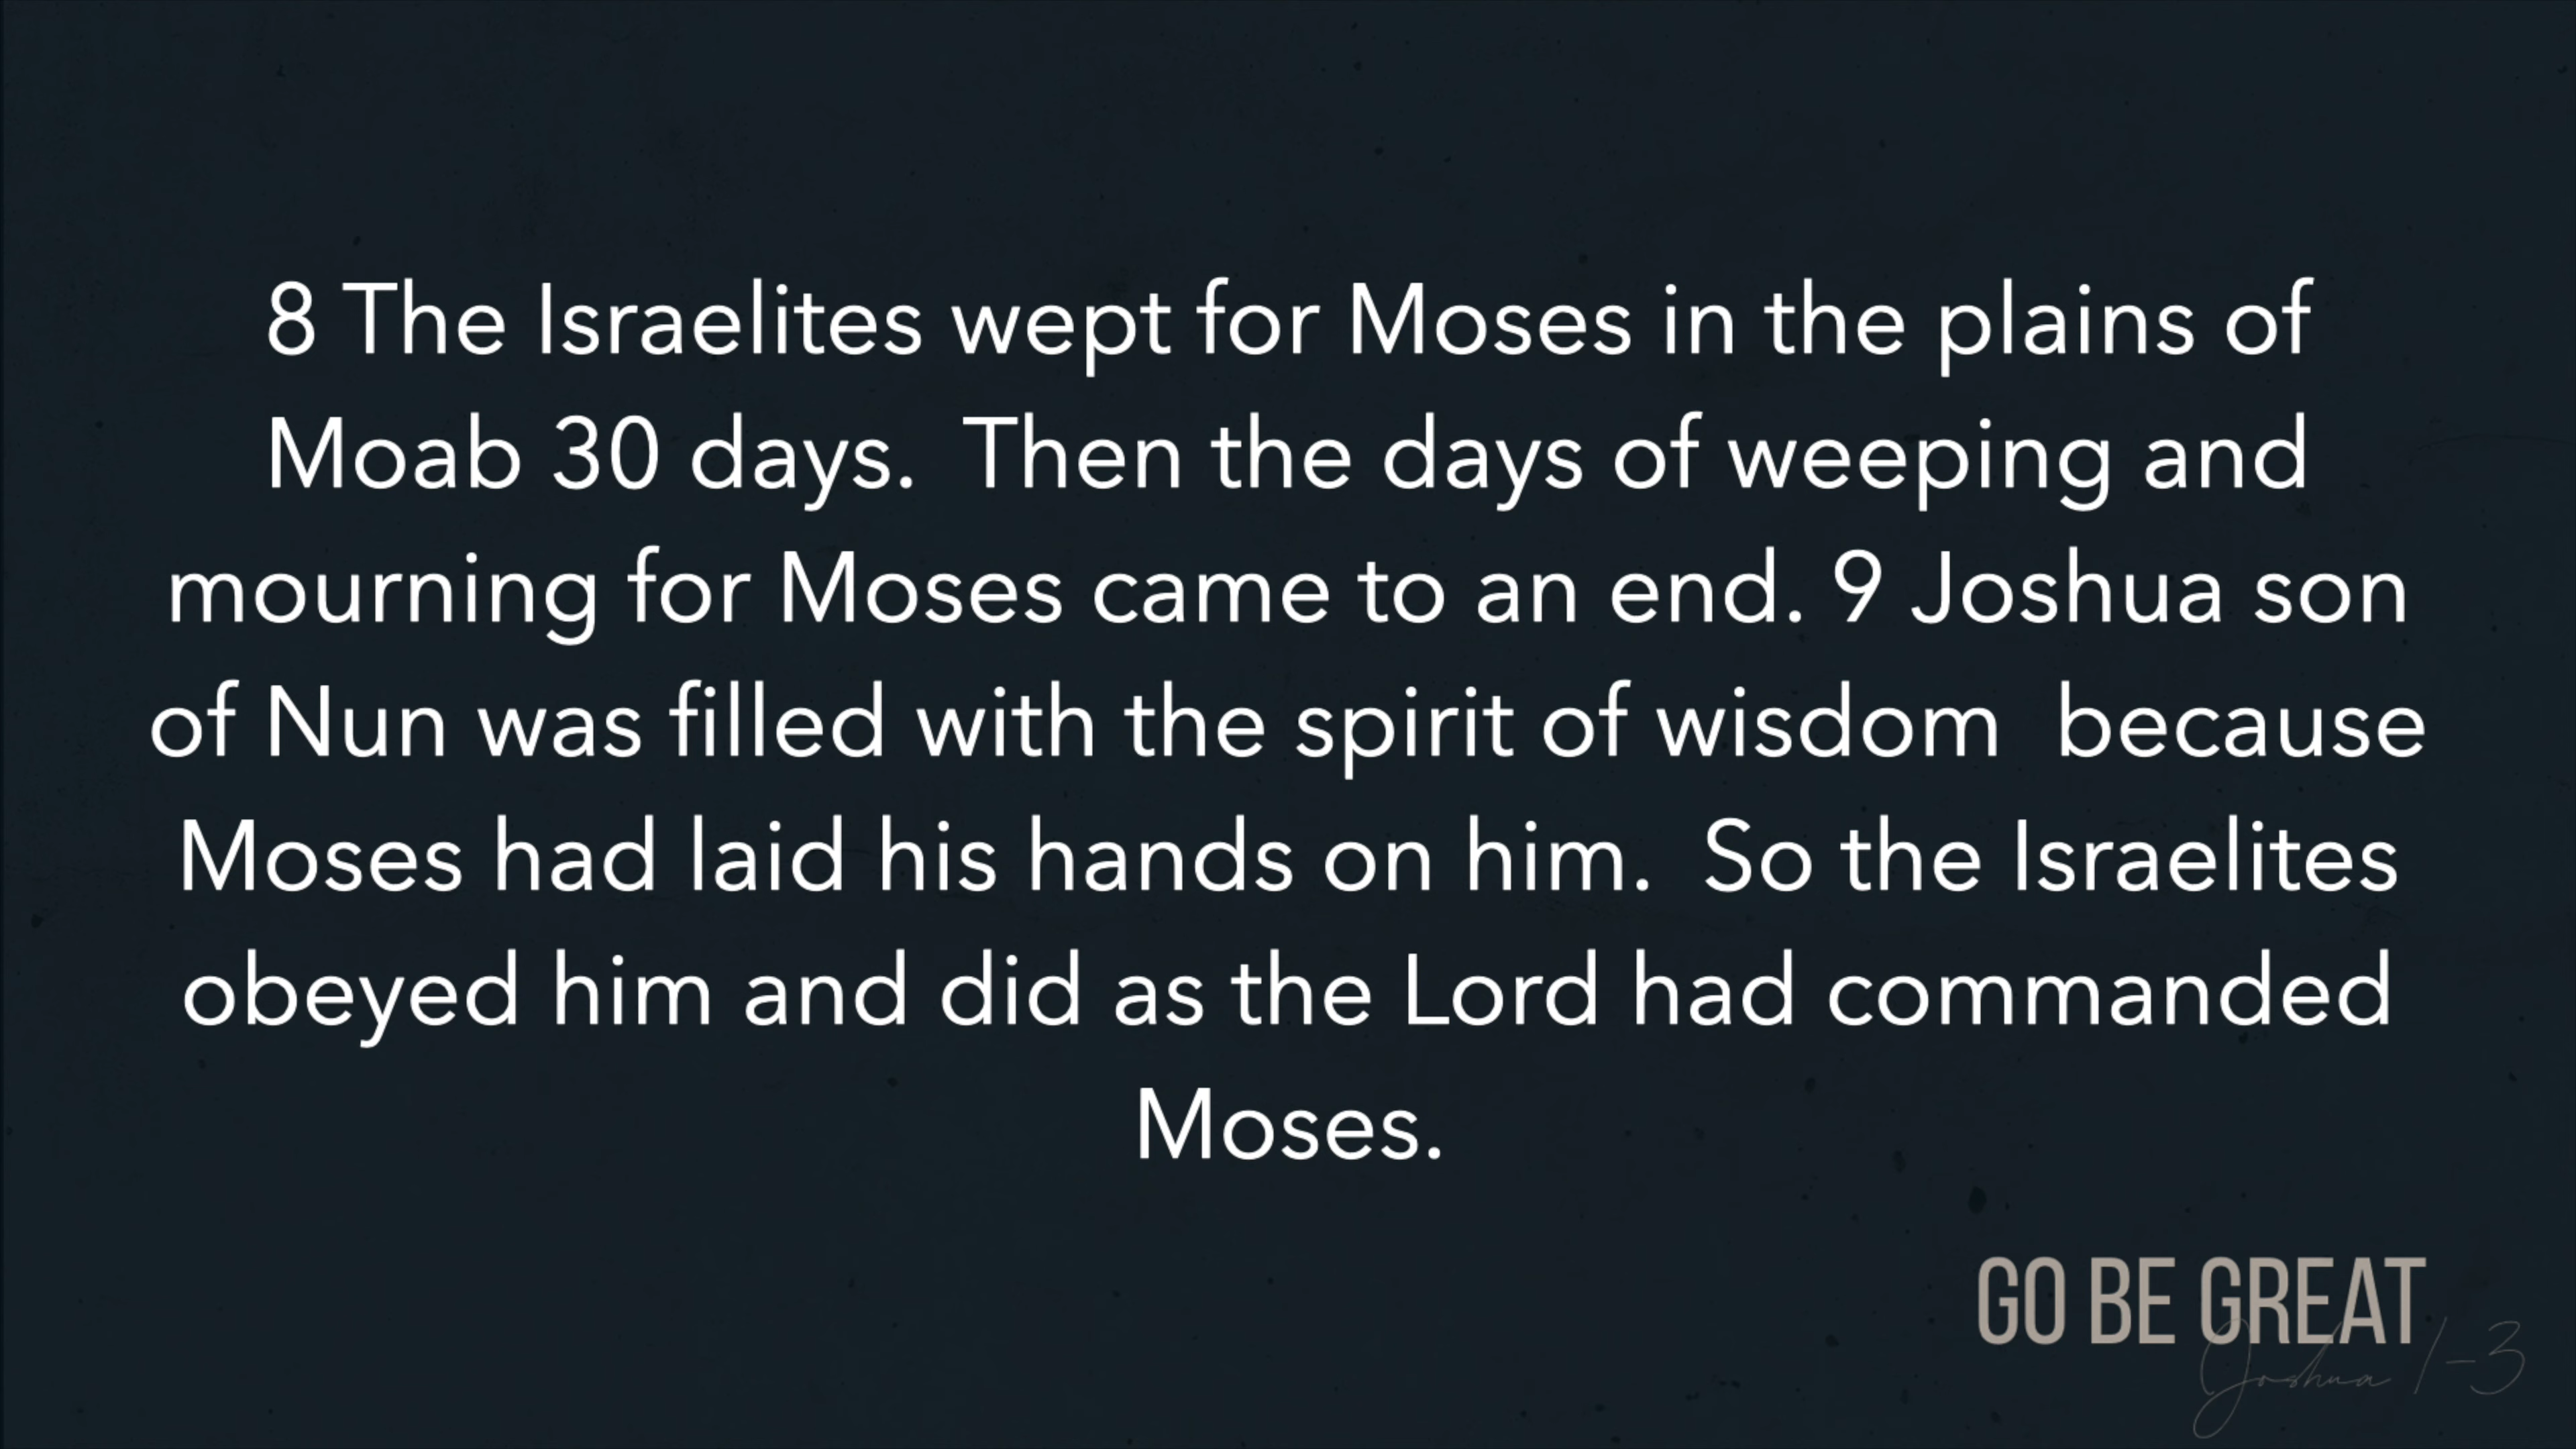 8 The Israelites wept for Moses in the plains of
Moab 30 days.  Then the days of weeping and
mourning for Moses came to an end. 9 Joshua son
of Nun was filled with the spirit of wisdom  because
Moses had laid his hands on him.  So the Israelites
obeyed him and did as the Lord had commanded
Moses.
GO BE GREAT
Joshua 1-3